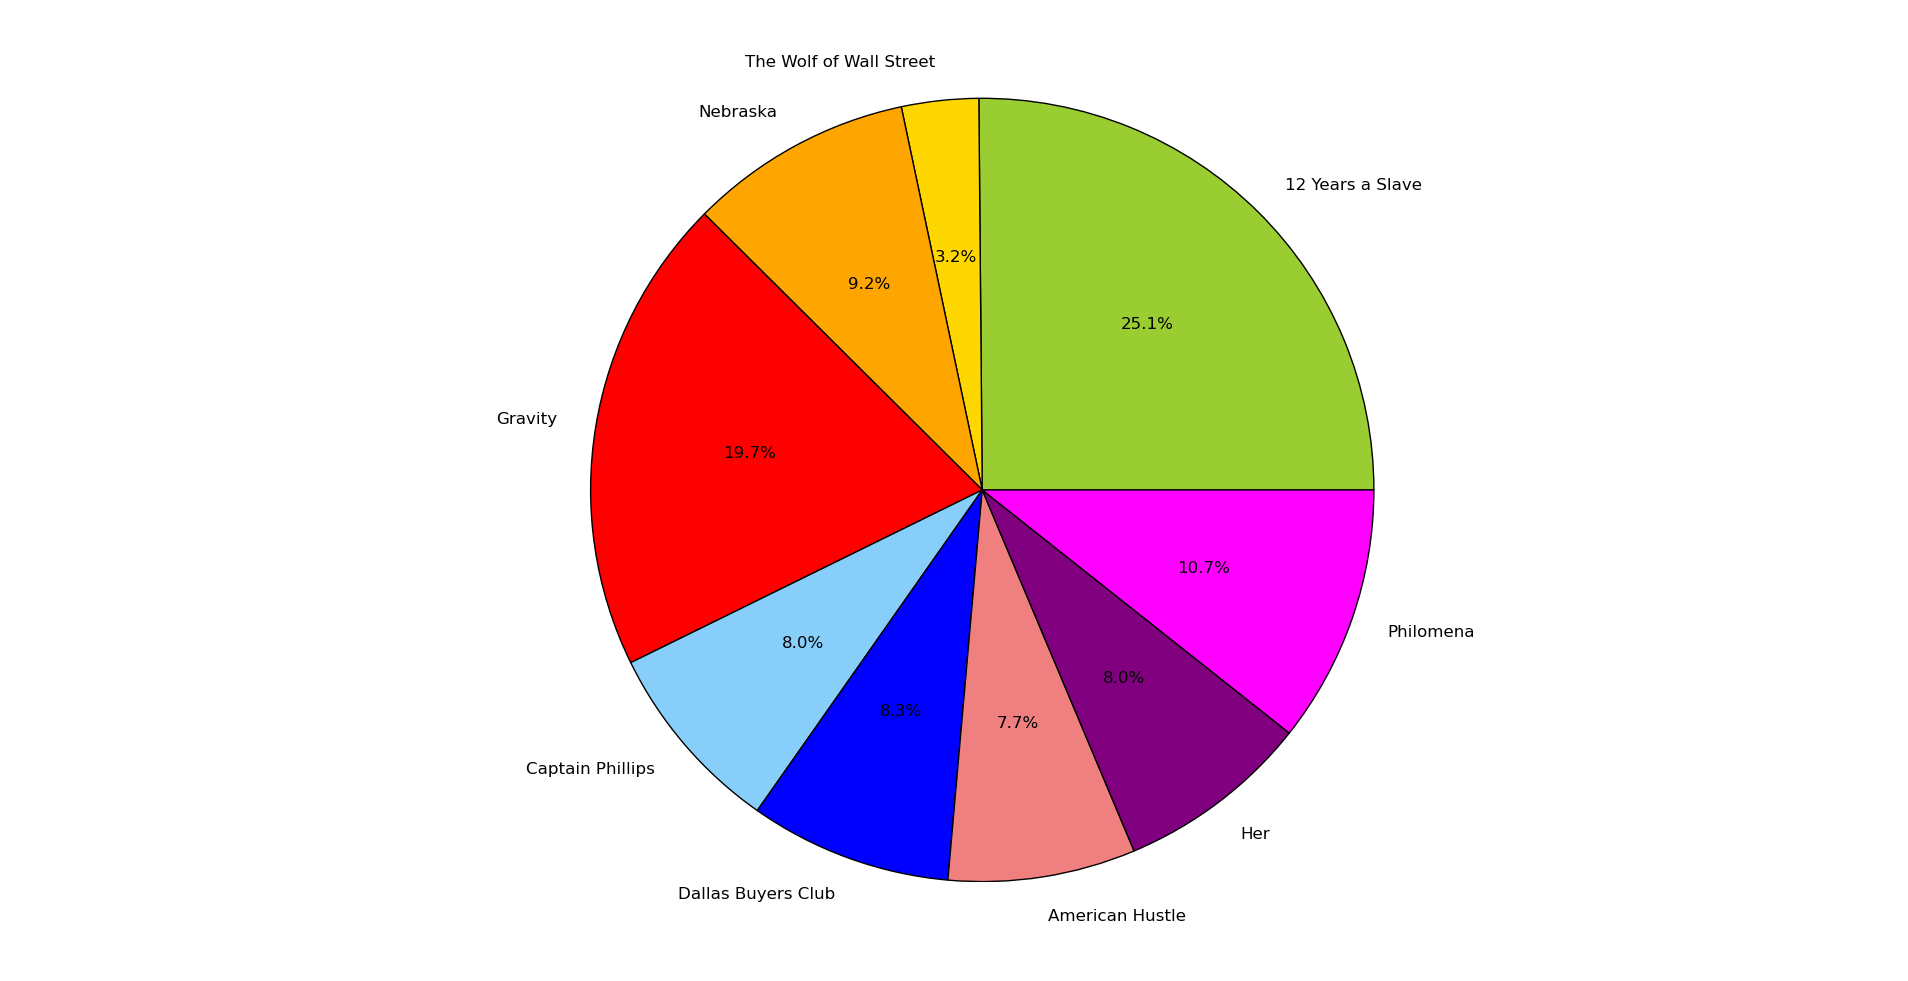 The Wolf of Wall Street
Nebraska
12 Years a Slave
3.2%
9.2%
25.1%
Gravity
19.7%
10.7%
Philomena
8.0%
8.0%
8.3%
7.7%
Captain Phillips
Her
Dallas Buyers Club
American Hustle